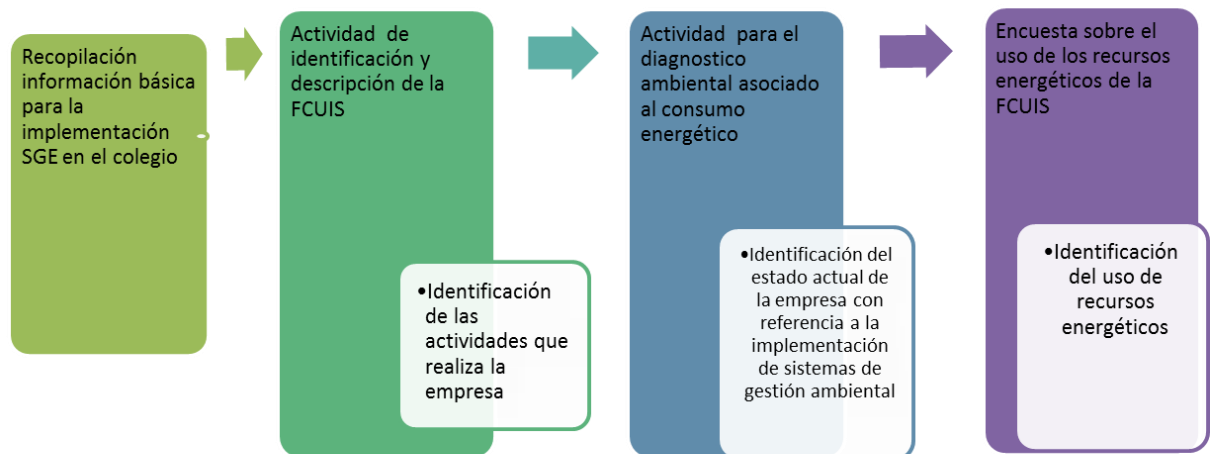 Recopilación
información básica
para la
implementación
SGE en el colegio
Actividad de
identificación y
descripción de la
FCUIS
•Identificación
de las
actividades que
realiza la
empresa
Actividad para el
diagnostico
ambiental asociado
al consumo
energético
•Identificación del
estado actual de
la empresa con
referencia a la
implementación
de sistemas de
gestión ambiental
Encuesta sobre el
uso de los recursos
energéticos de la
FCUIS
•Identificación
del uso de
recursos
energéticos